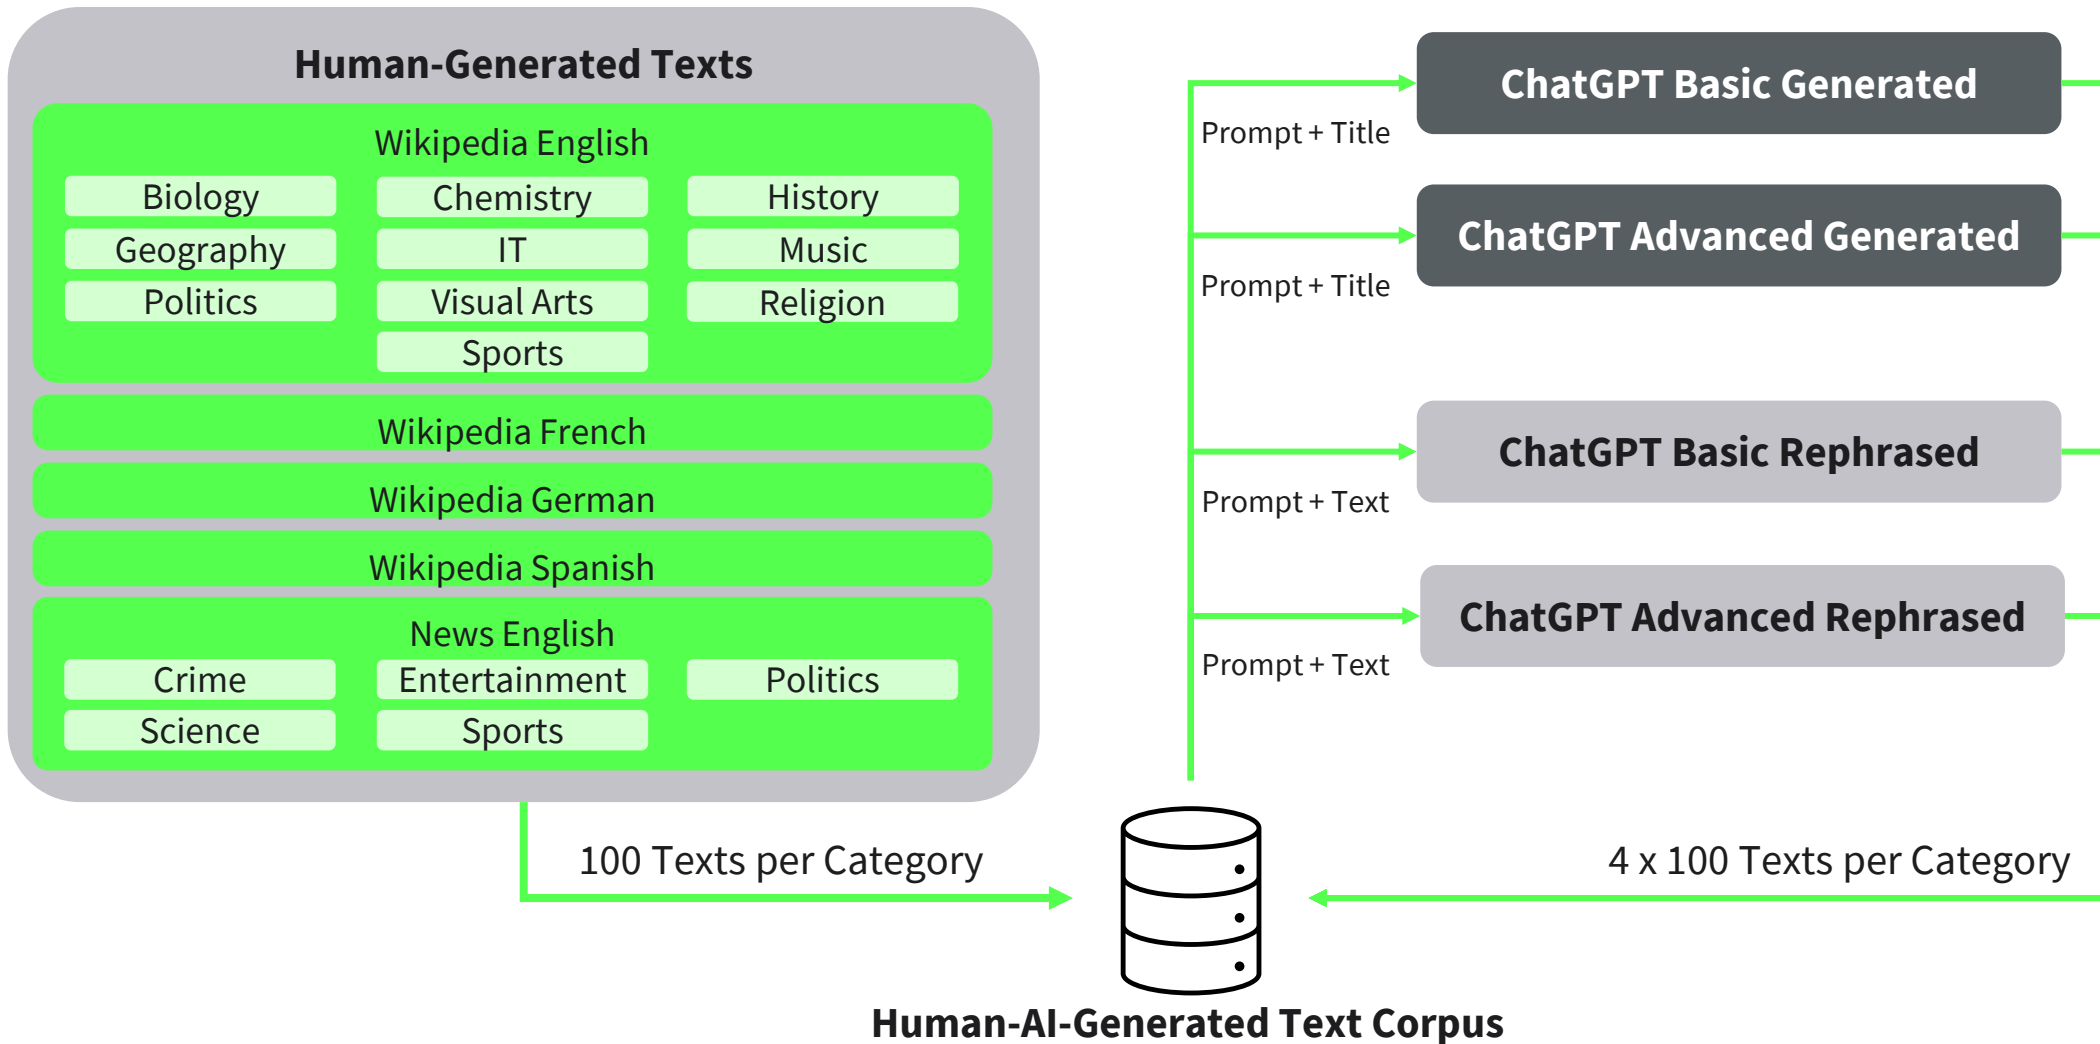 Human-Generated Texts
Wikipedia English
Biology
Chemistry
History
Geography
IT
Music
Politics
Visual Arts
Religion
Sports
Wikipedia French
Wikipedia German
Wikipedia Spanish
News English
Crime
Entertainment
Politics
Science
Sports
100 Texts per Category
ChatGPT Basic Generated
Prompt + Title
ChatGPT Advanced Generated
Prompt + Title
ChatGPT Basic Rephrased
Prompt + Text
ChatGPT Advanced Rephrased
Prompt + Text
4 x 100 Texts per Category
Human-AI-Generated Text Corpus